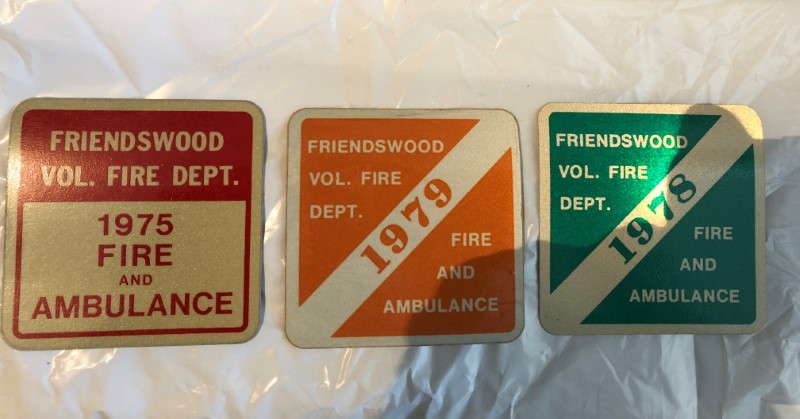 FRIENDSWOOD
VOL. FIRE DEPT.
1975
FIRE
AND
AMBULANCE
FRIENDSWOOD
VOL. FIRE
DEPT.
1979
FIRE
AND
AMBULANCE
FRIENDSWOOD
VOL. FIRE
DEPT.
1978
FIRE
AND
AMBULANCE